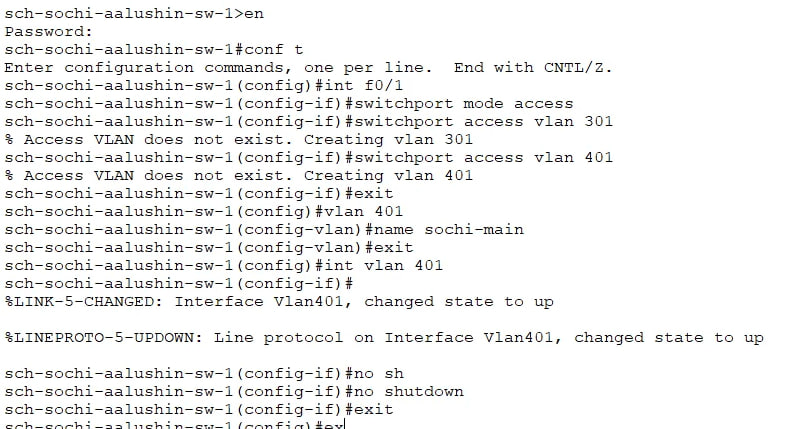 sch-sochi-aalushin-sw-1>en
Password:
sch-sochi-aalushin-sw-1#conf t
Enter configuration commands, one per line.  End with CNTL/Z.
sch-sochi-aalushin-sw-1(config)#int f0/1
sch-sochi-aalushin-sw-1(config-if)#switchport mode access
sch-sochi-aalushin-sw-1(config-if)#switchport access vlan 301
% Access VLAN does not exist. Creating vlan 301
sch-sochi-aalushin-sw-1(config-if)#switchport access vlan 401
% Access VLAN does not exist. Creating vlan 401
sch-sochi-aalushin-sw-1(config-if)#exit
sch-sochi-aalushin-sw-1(config)#vlan 401
sch-sochi-aalushin-sw-1(config-vlan)#name sochi-main
sch-sochi-aalushin-sw-1(config-vlan)#exit
sch-sochi-aalushin-sw-1(config)#int vlan 401
sch-sochi-aalushin-sw-1(config-if)#
%LINK-5-CHANGED: Interface Vlan401, changed state to up
%LINEPROTO-5-UPDOWN: Line protocol on Interface Vlan401, changed state to up
sch-sochi-aalushin-sw-1(config-if)#no sh
sch-sochi-aalushin-sw-1(config-if)#no shutdown
sch-sochi-aalushin-sw-1(config-if)#exit
sch-sochi-aalushin-sw-1(config)#ex